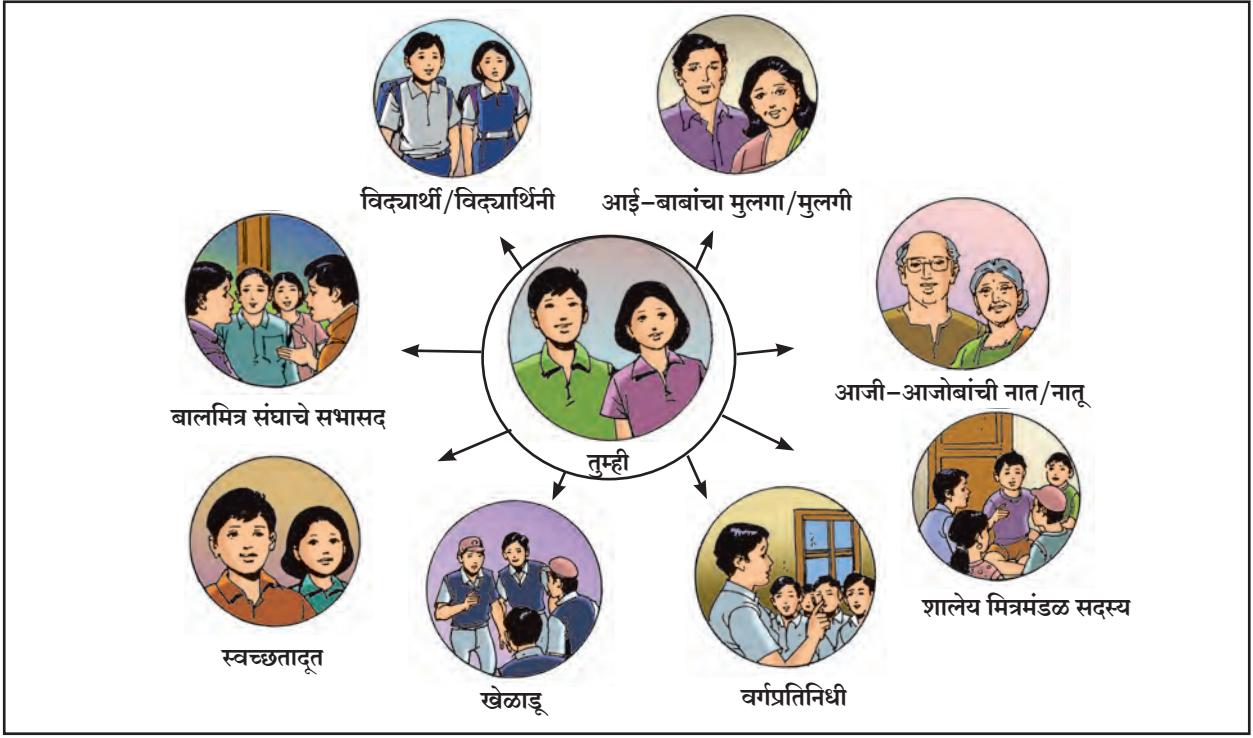 विद्यार्थी/विद्यार्थिनी
आई-बाबांचा मुलगा/मुलगी
आजी-आजोबांची नात/नातू
बालमित्र संघाचे सभासद
तुम्ही
शालेय मित्रमंडळ सदस्य
स्वच्छतादूत
खेळाडू
वर्गप्रतिनिधी